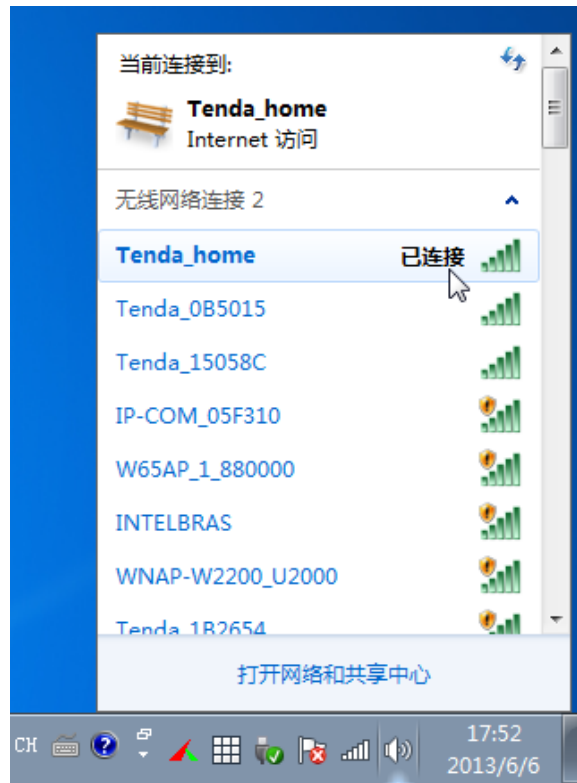 当前连接到:
Tenda_home
Internet 访问
无线网络连接 2
Tenda_home 已连接
Tenda_0B5015
Tenda_15058C
IP-COM_05F310
W65AP_1_880000
INTELBRAS
WNAP-W2200_U2000
Tenda_1B2654
打开网络和共享中心
CH 17:52
2013/6/6